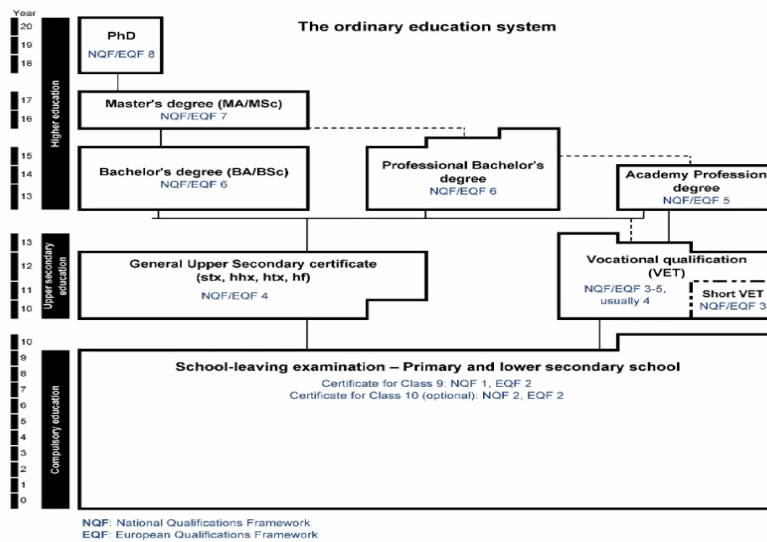 Year
The ordinary education system
20
19
18
PhD
NQF/EQF 8
Higher education
17
16
Master's degree (MA/MSc)
NQF/EQF 7
15
14
13
Bachelor's degree (BA/BSc)
NQF/EQF 6
Professional Bachelor's
degree
NQF/EQF 6
Academy Profession
degree
NQF/EQF 5
Upper secondary
education
13
12
11
10
General Upper Secondary certificate
(stx, hhx, htx, hf)
NQF/EQF 4
Vocational qualification
(VET)
NQF/EQF 3-5,
usually 4
Short VET
NQF/EQF 3
Compulsory education
10
9
8
7
6
5
4
3
2
1
0
School-leaving examination – Primary and lower secondary school
Certificate for Class 9: NQF 1, EQF 2
Certificate for Class 10 (optional): NQF 2, EQF 2
NQF: National Qualifications Framework
EQF: European Qualifications Framework